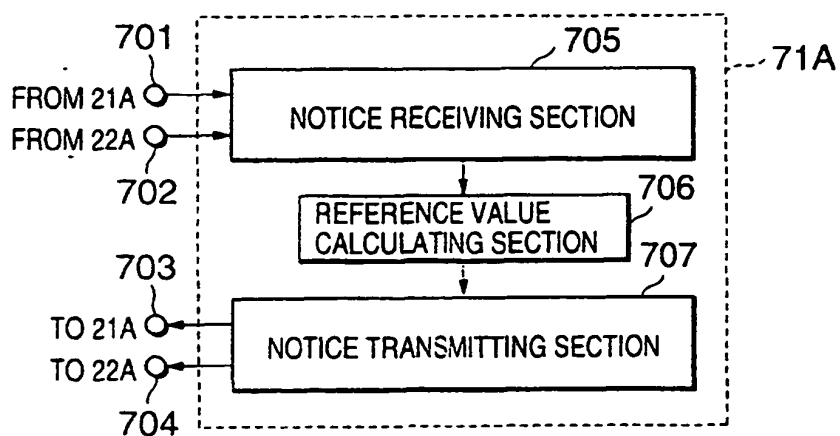 701
705
71A
FROM 21A
NOTICE RECEIVING SECTION
FROM 22A
702
706
REFERENCE VALUE
CALCULATING SECTION
703
707
TO 21A
NOTICE TRANSMITTING SECTION
TO 22A
704